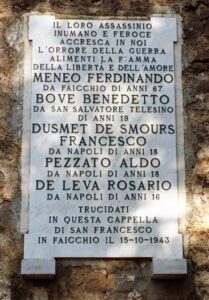 IL LORO ASSASSINIO
INUMANO E FEROCE
ACCRESCA IN NOI
L'ORRORE DELLA GUERRA
ALIMENTI LA FIAMMA
DELLA LIBERTÀ E DELL'AMORE
MENEO FERDINANDO
DA FAICCHIO DI ANNI 67
BOVE BENEDETTO
DA SAN SALVATORE TELESINO
DI ANNI 19
DUSMET DE SMOURS
FRANCESCO
DA NAPOLI DI ANNI 18
PEZZATO ALDO
DA NAPOLI DI ANNI 18
DE LEVA ROSARIO
DA NAPOLI DI ANNI 16
TRUCIDATI
IN QUESTA CAPPELLA
DI SAN FRANCESCO
IN FAICCHIO IL 13-10-1943